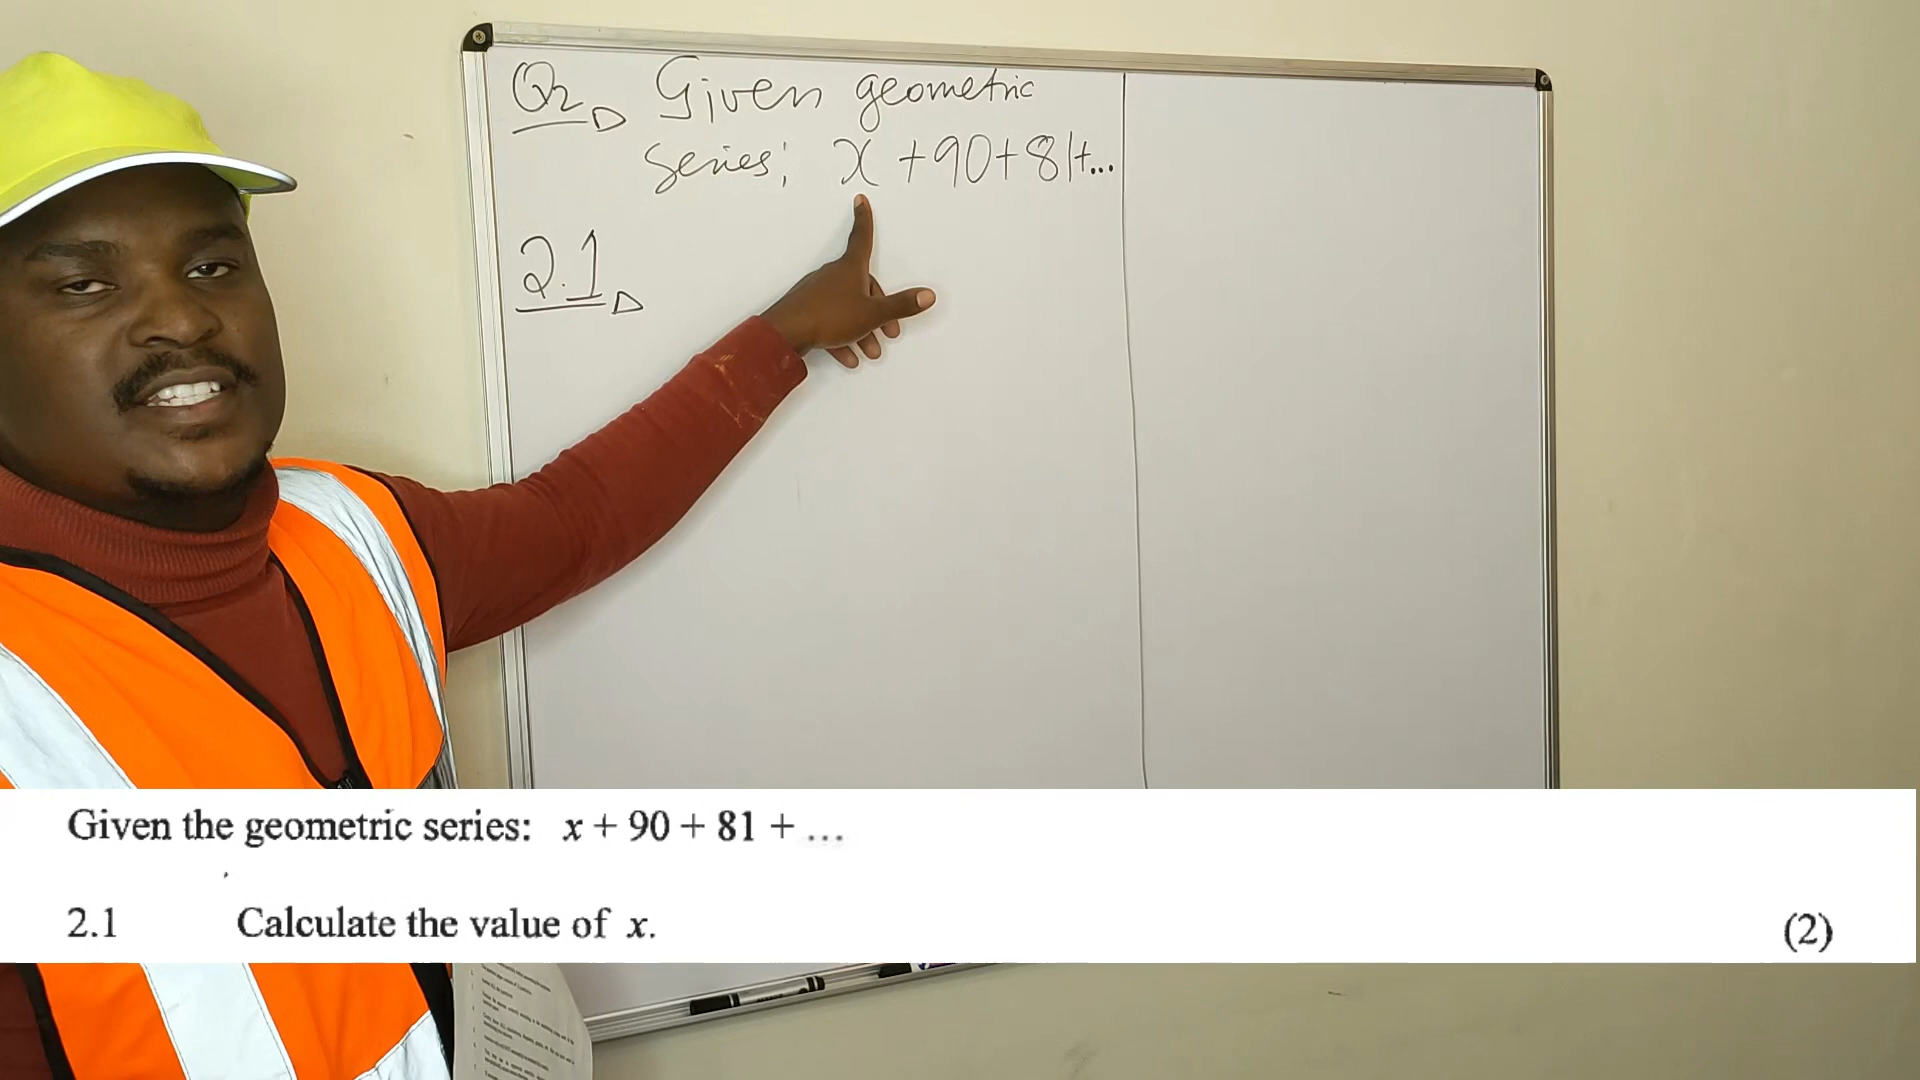 Q2 Given geometric
series; x + 90 + 81 + ...
2.1
Given the geometric series: x + 90 + 81 + ...
2.1 Calculate the value of x. (2)